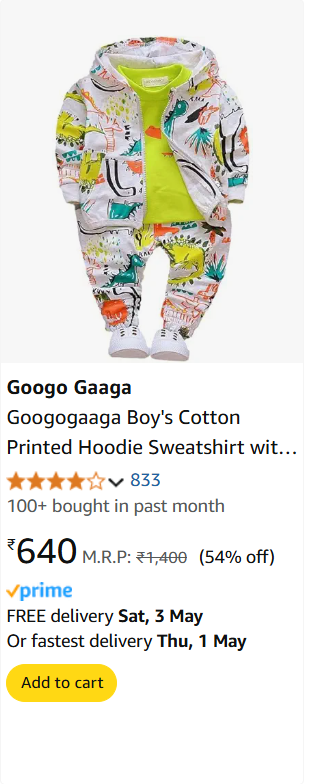 Googo Gaaga
Googogaaga Boy's Cotton
Printed Hoodie Sweatshirt wit...
833
100+ bought in past month
₹640 M.R.P: ₹1,400 (54% off)
prime
FREE delivery Sat, 3 May
Or fastest delivery Thu, 1 May
Add to cart